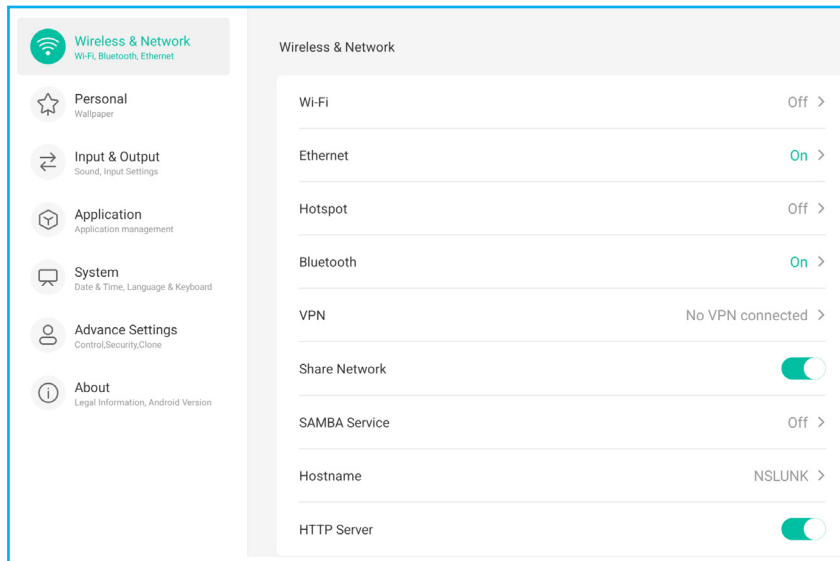 Wireless & Network
Wi-Fi, Bluetooth, Ethernet
Personal
Wallpaper
Input & Output
Sound, Input Settings
Application
Application management
System
Date & Time, Language & Keyboard
Advance Settings
Control,Security,Clone
About
Legal Information, Android Version
Wireless & Network
Wi-Fi Off >
Ethernet On >
Hotspot Off >
Bluetooth On >
VPN No VPN connected >
Share Network
SAMBA Service Off >
Hostname NSLUNK >
HTTP Server